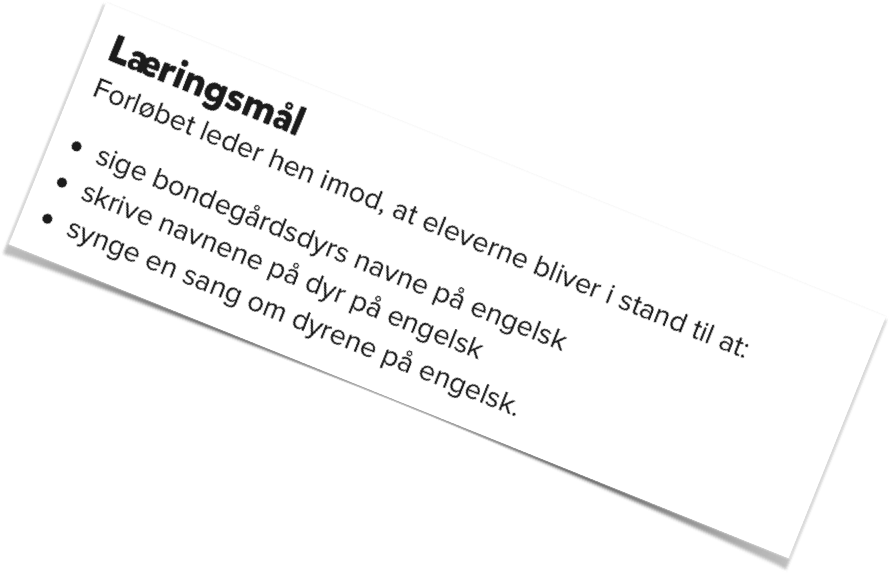 Læringsmål
Forløbet leder hen imod, at eleverne bliver i stand til at:
• sige bondegårdsdyrs navne på engelsk
• skrive navnene på dyr på engelsk
• synge en sang om dyrene på engelsk.